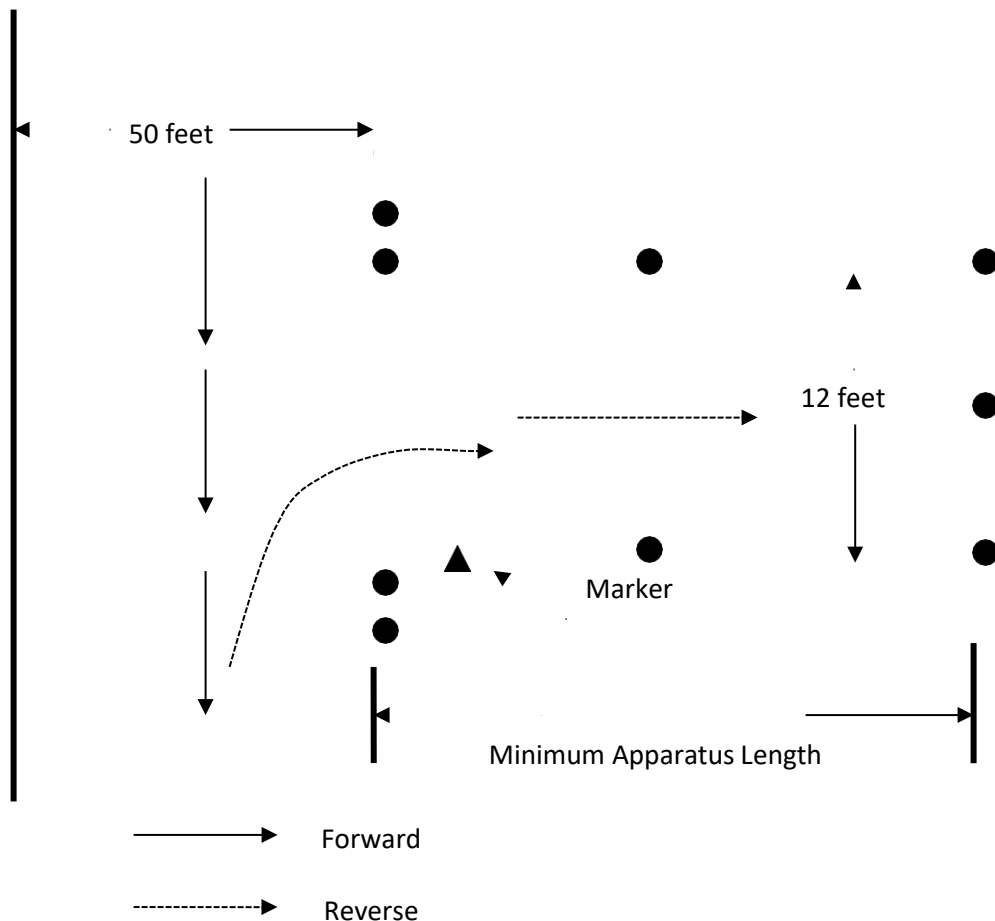 50 feet
12 feet
Marker
Minimum Apparatus Length
Forward
Reverse